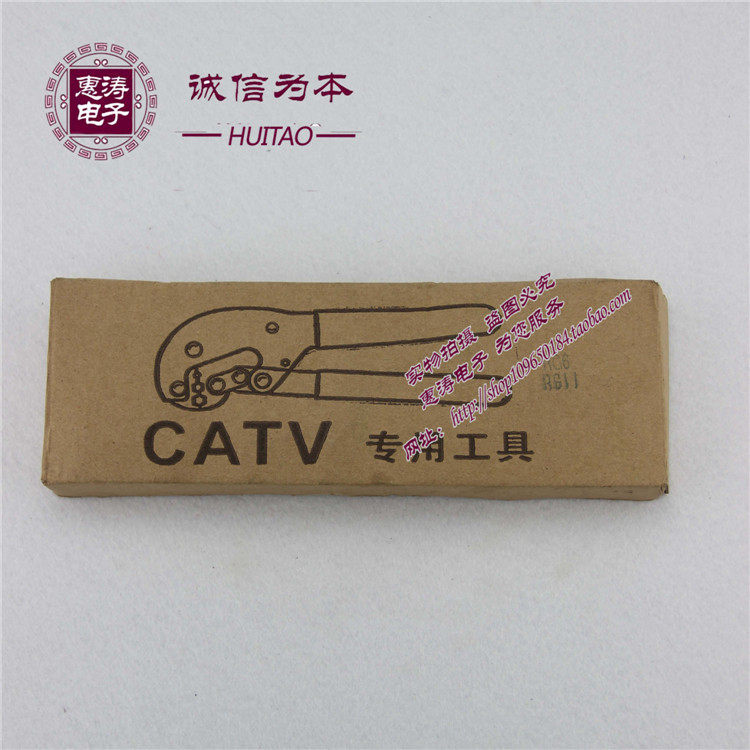 惠涛
电子
诚信为本
HUITAO
实物拍摄 盗图必究
惠涛电子 为您服务
网址: http://shop109650184.taobao.com
RG6
RG11
CATV 专用工具